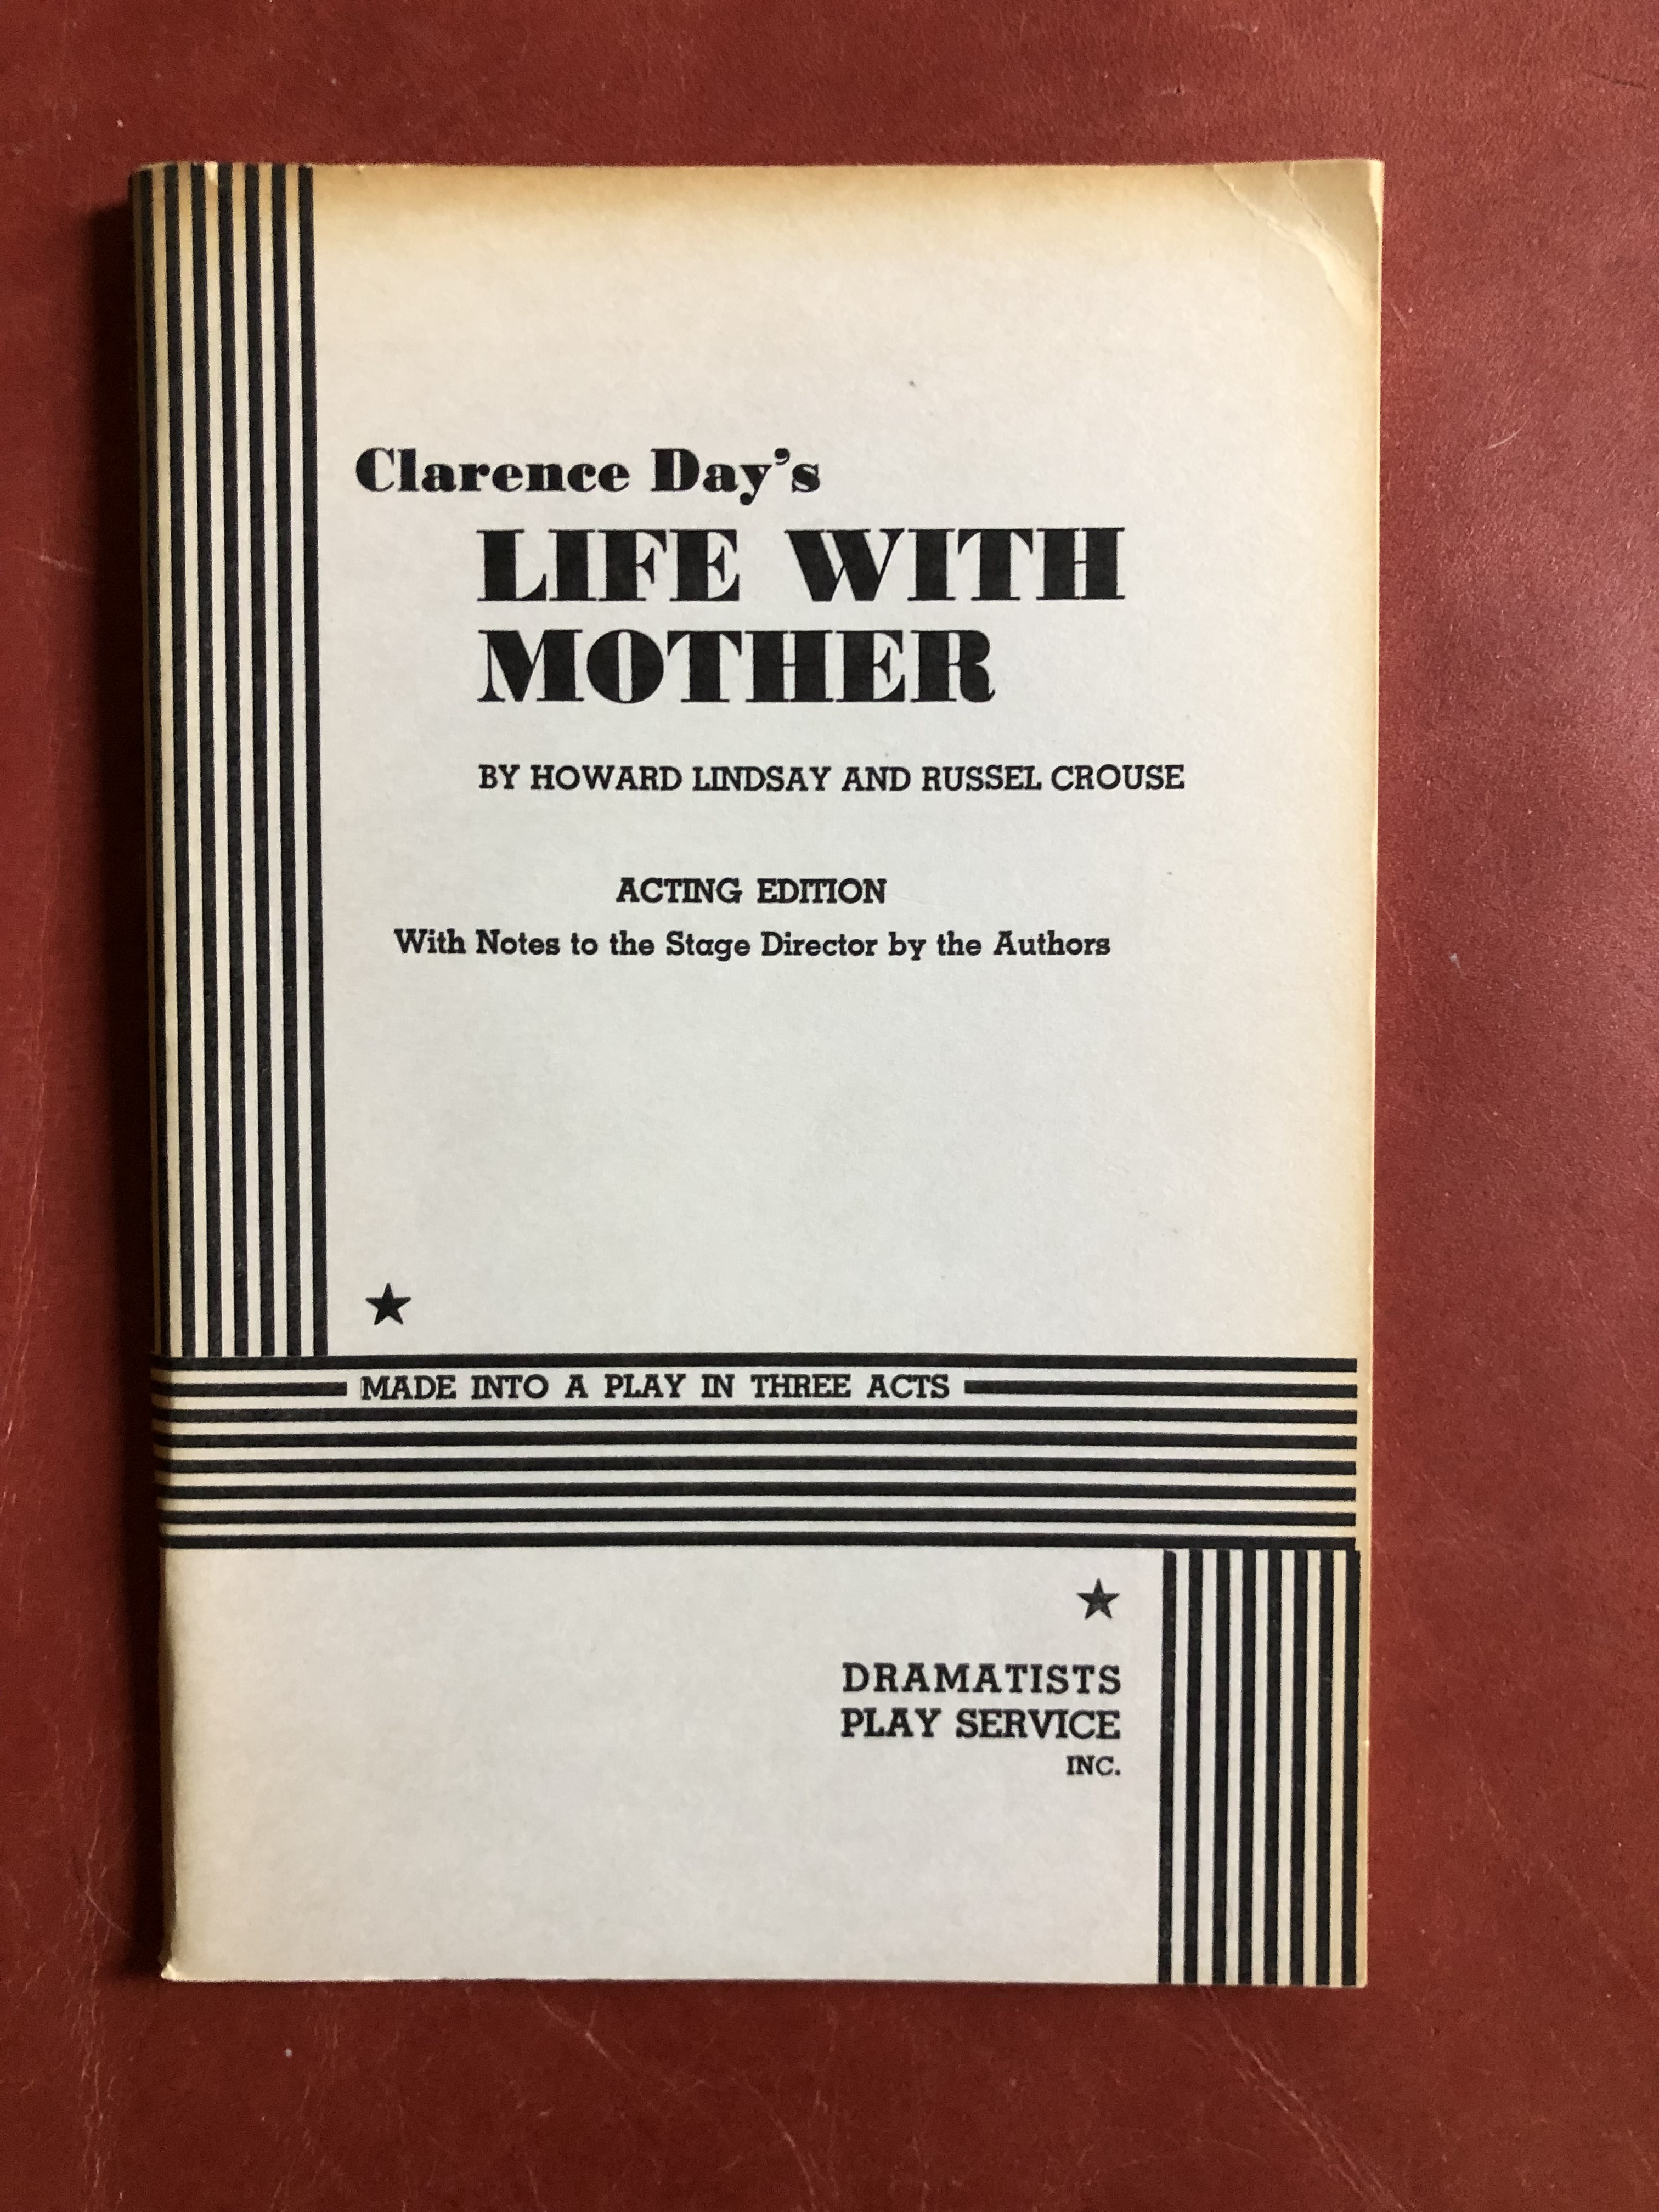 Clarence Day's
LIFE WITH
MOTHER
BY HOWARD LINDSAY AND RUSSEL CROUSE
ACTING EDITION
With Notes to the Stage Director by the Authors
MADE INTO A PLAY IN THREE ACTS
DRAMATISTS
PLAY SERVICE
INC.